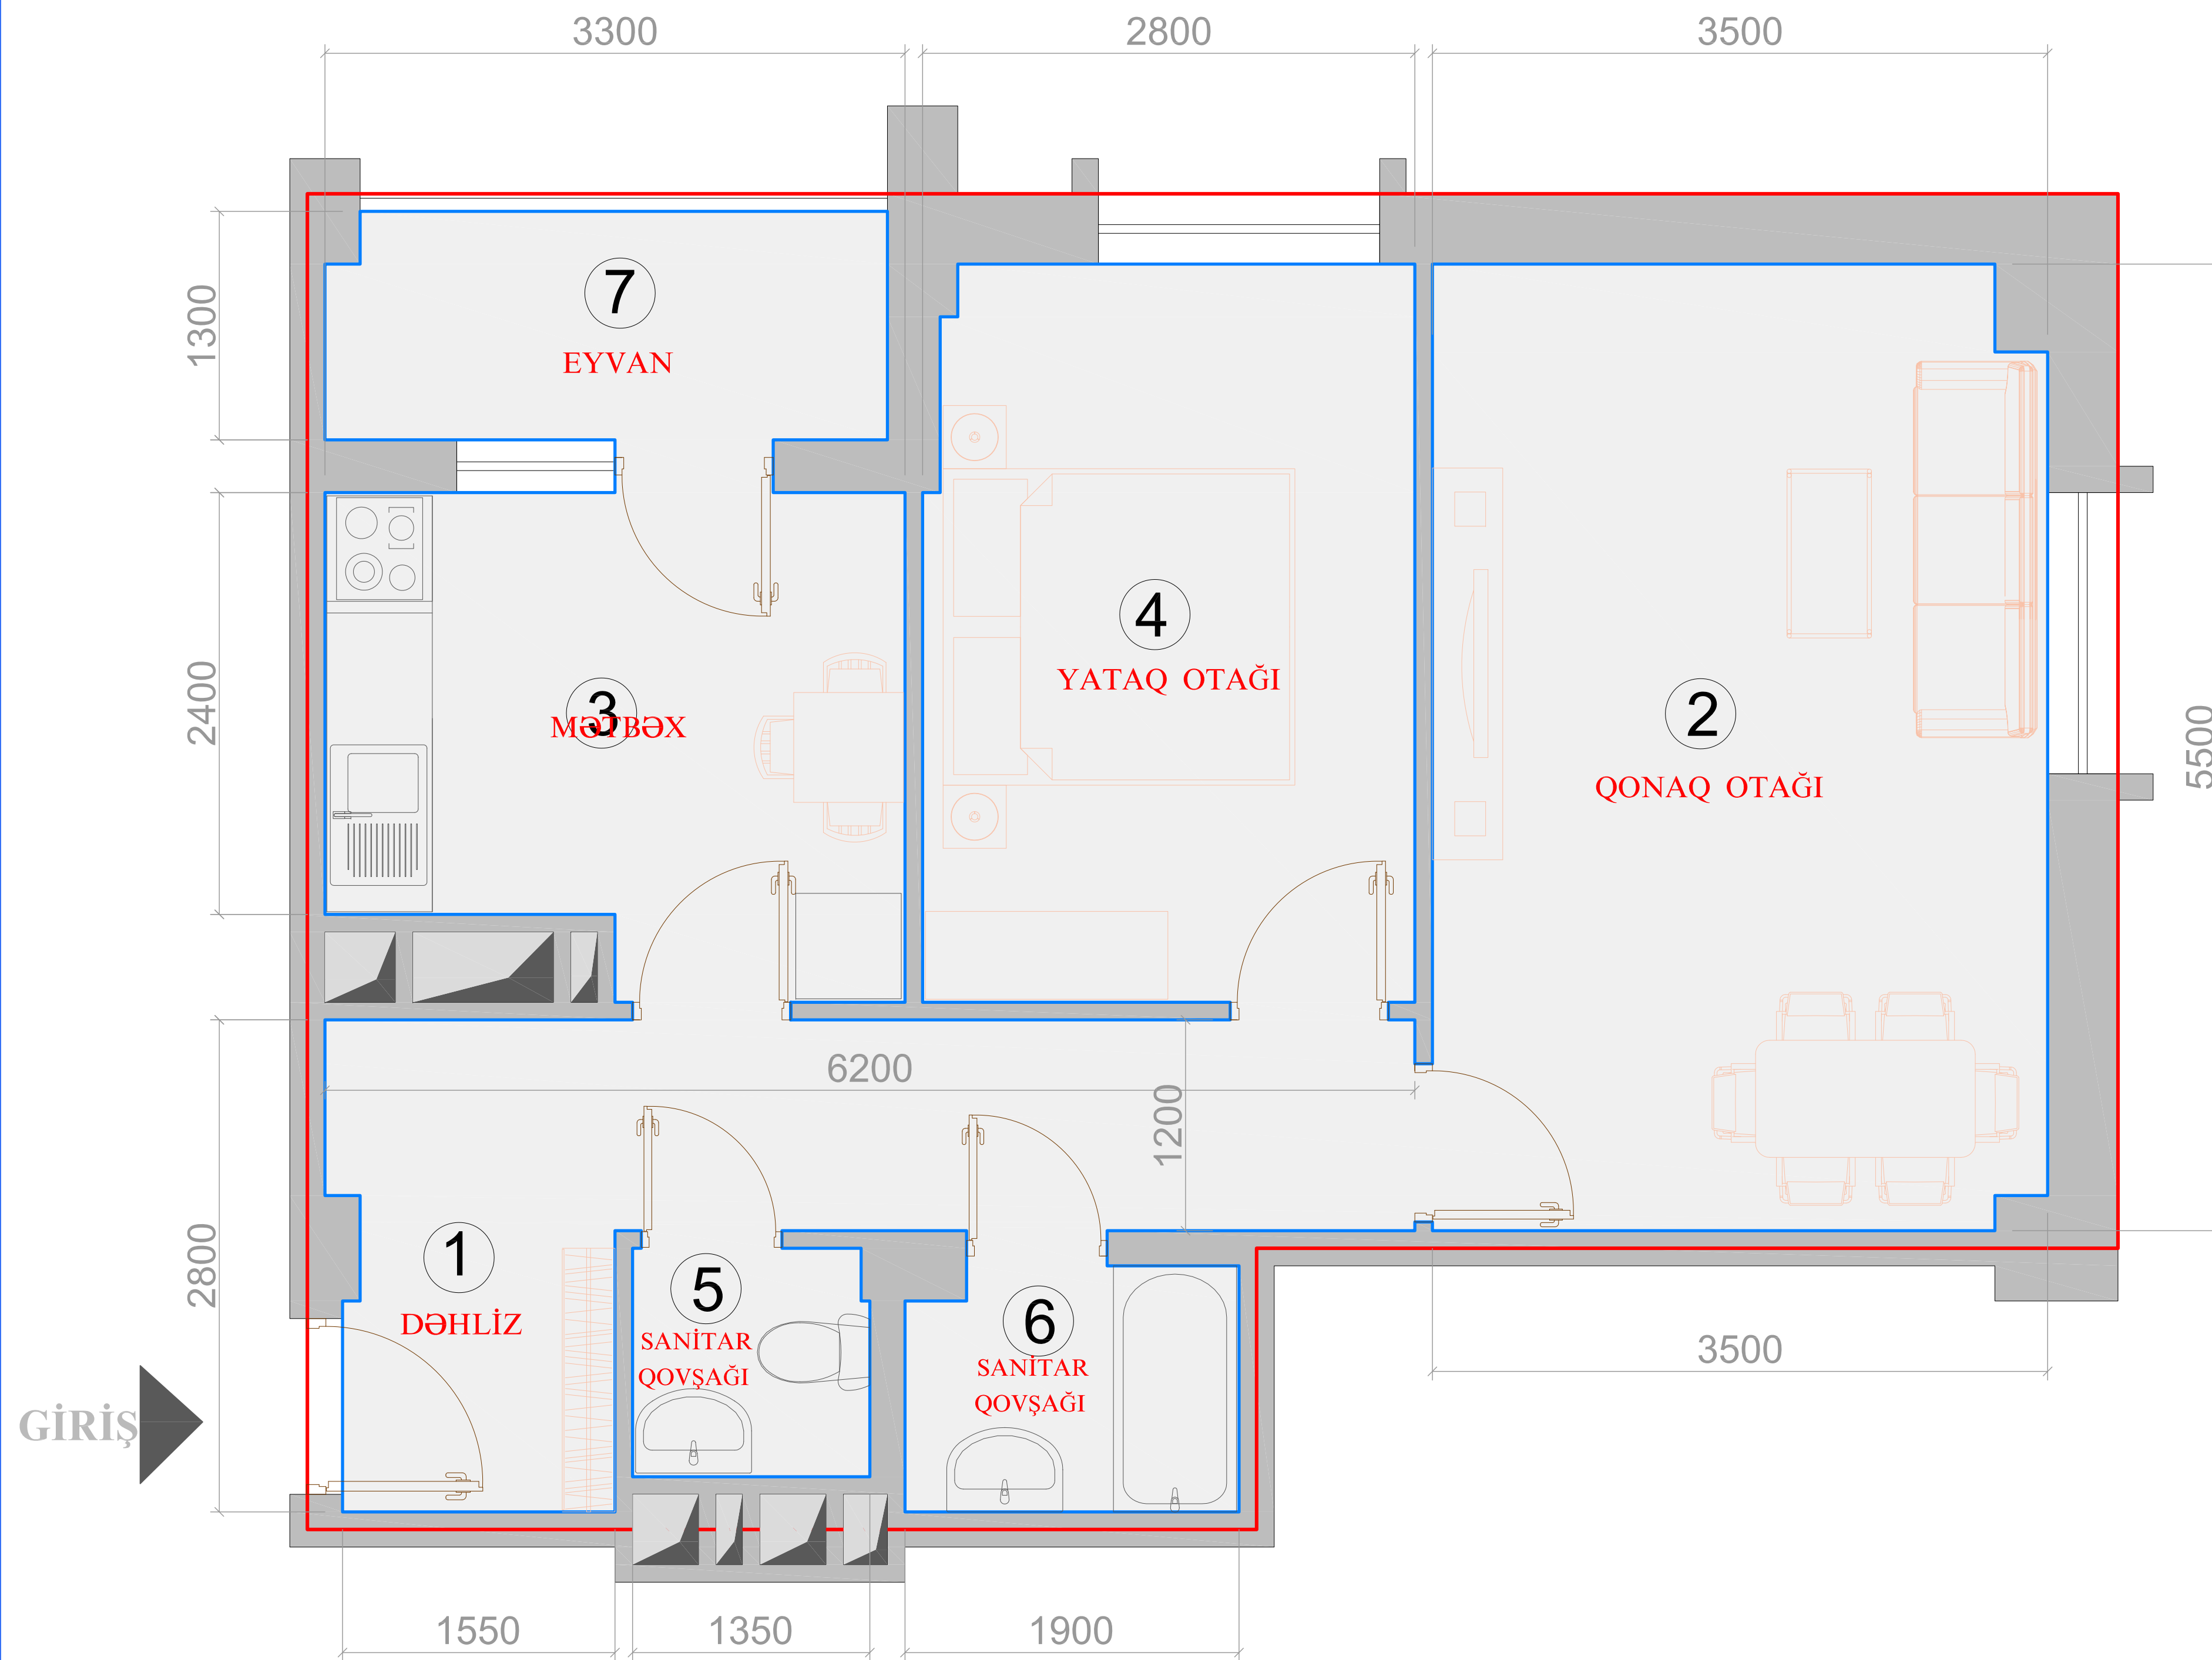 3300
2800
3500
7
EYVAN
1300
4
YATAQ OTAĞI
3
MƏTBƏX
2400
2
QONAQ OTAĞI
5500
6200
1200
1
DƏHLİZ
2800
5
SANİTAR
QOVŞAĞI
6
SANİTAR
QOVŞAĞI
3500
GİRİŞ
1550
1350
1900